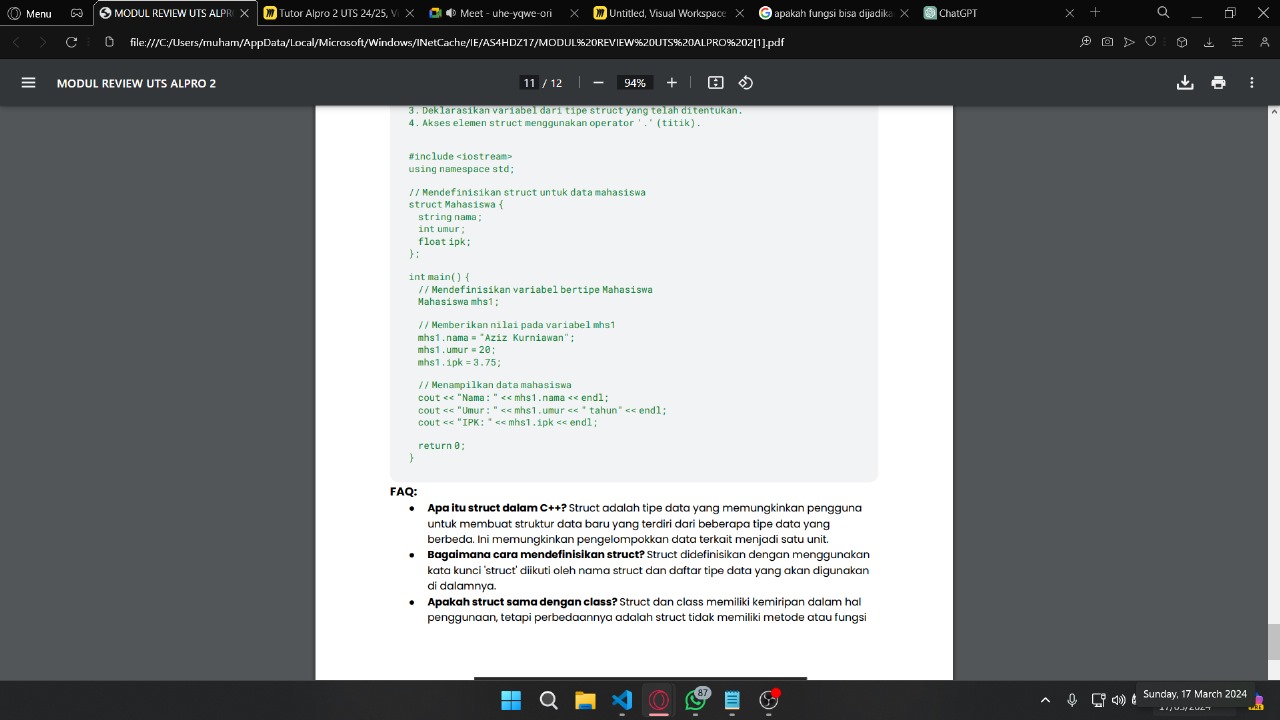 Menu
MODUL REVIEW UTS ALPRO
Tutor Alpro 2 UTS 24/25, Vi
Meet - uhe-yqwe-ori
Untitled, Visual Workspace
apakah fungsi bisa dijadika
ChatGPT
file:///C:/Users/muham/AppData/Local/Microsoft/Windows/INetCache/IE/AS4HDZ17/MODUL%20REVIEW%20UTS%20ALPRO%202[1].pdf
MODUL REVIEW UTS ALPRO 2
11 / 12
94%
3. Deklarasikan variabel dari tipe struct yang telah ditentukan.
4. Akses elemen struct menggunakan operator '.' (titik).
#include <iostream>
using namespace std;
// Mendefinisikan struct untuk data mahasiswa
struct Mahasiswa {
string nama;
int umur;
float ipk;
};
int main() {
// Mendefinisikan variabel bertipe Mahasiswa
Mahasiswa mhs1;
// Memberikan nilai pada variabel mhs1
mhs1.nama = "Aziz Kurniawan";
mhs1.umur = 20;
mhs1.ipk = 3.75;
// Menampilkan data mahasiswa
cout << "Nama: " << mhs1.nama << endl;
cout << "Umur: " << mhs1.umur << " tahun" << endl;
cout << "IPK: " << mhs1.ipk << endl;
return 0;
}
FAQ:
● Apa itu struct dalam C++? Struct adalah tipe data yang memungkinkan pengguna
untuk membuat struktur data baru yang terdiri dari beberapa tipe data yang
berbeda. Ini memungkinkan pengelompokkan data terkait menjadi satu unit.
● Bagaimana cara mendefinisikan struct? Struct didefinisikan dengan menggunakan
kata kunci 'struct' diikuti oleh nama struct dan daftar tipe data yang akan digunakan
di dalamnya.
● Apakah struct sama dengan class? Struct dan class memiliki kemiripan dalam hal
penggunaan, tetapi perbedaannya adalah struct tidak memiliki metode atau fungsi
87
Sunday, 17 March 2024